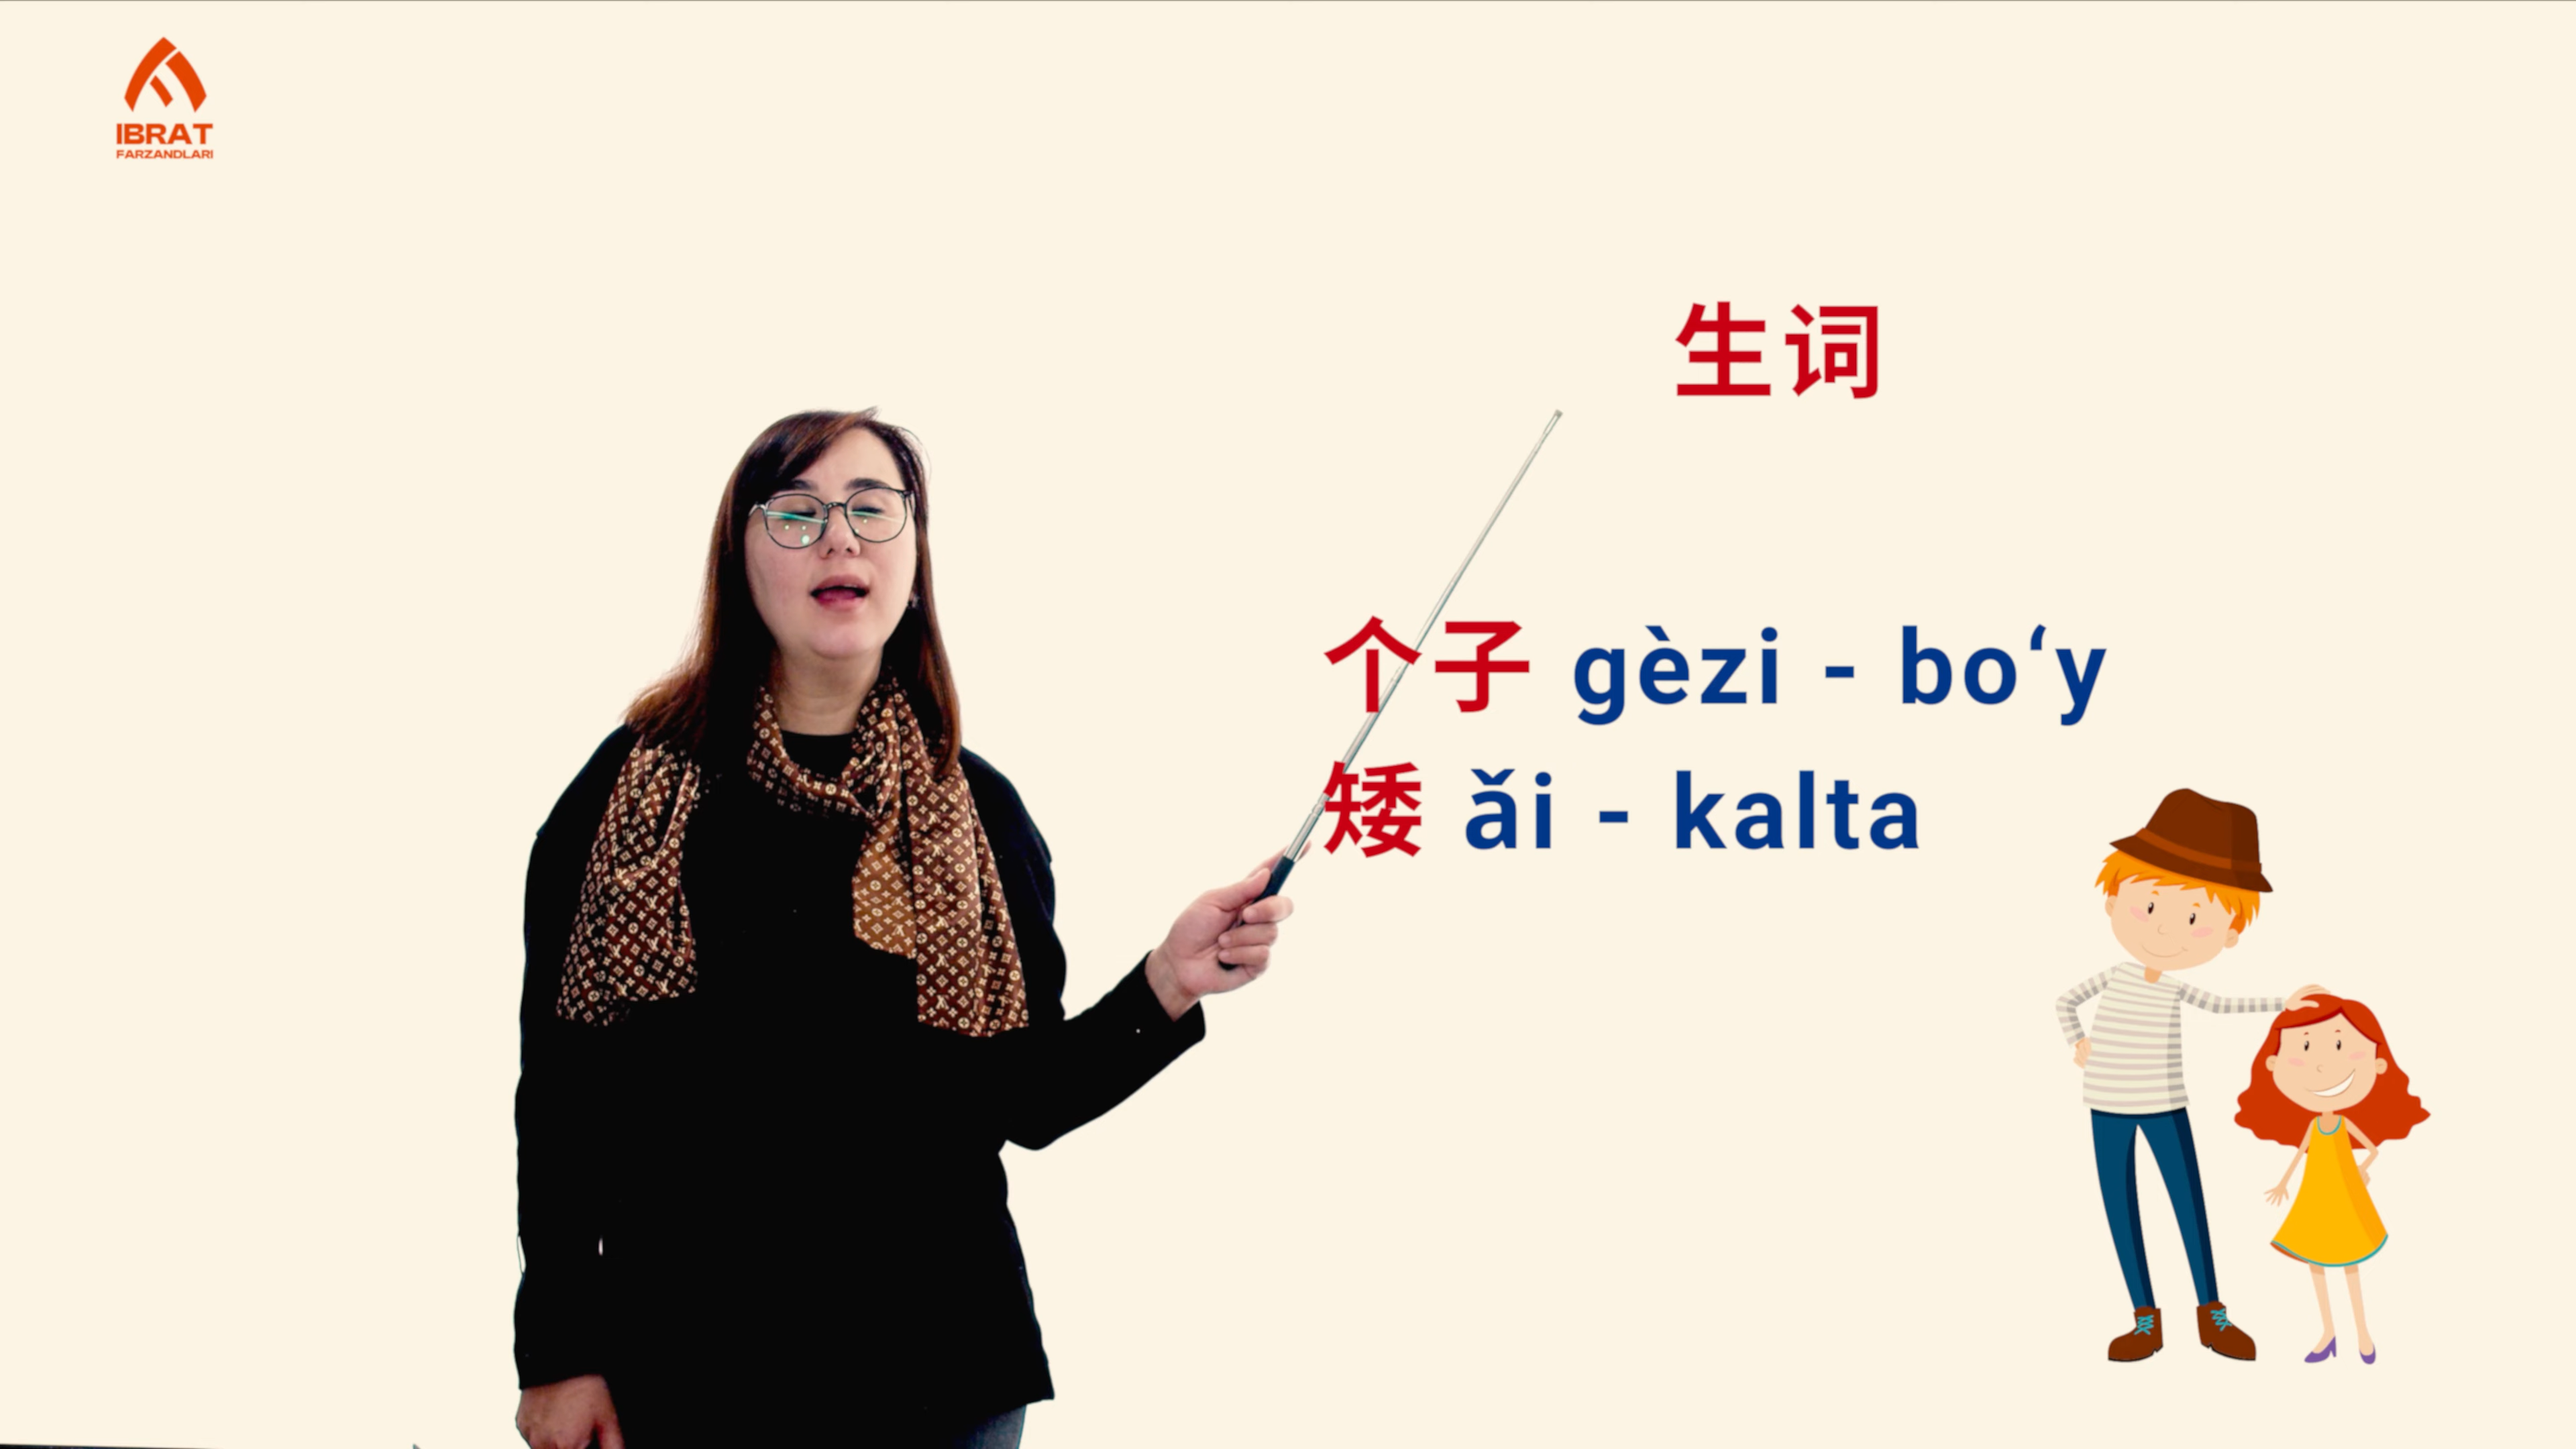 IBRAT
FARZANDLARI
生词
个子 gèzi - bo‘y
矮 ǎi - kalta